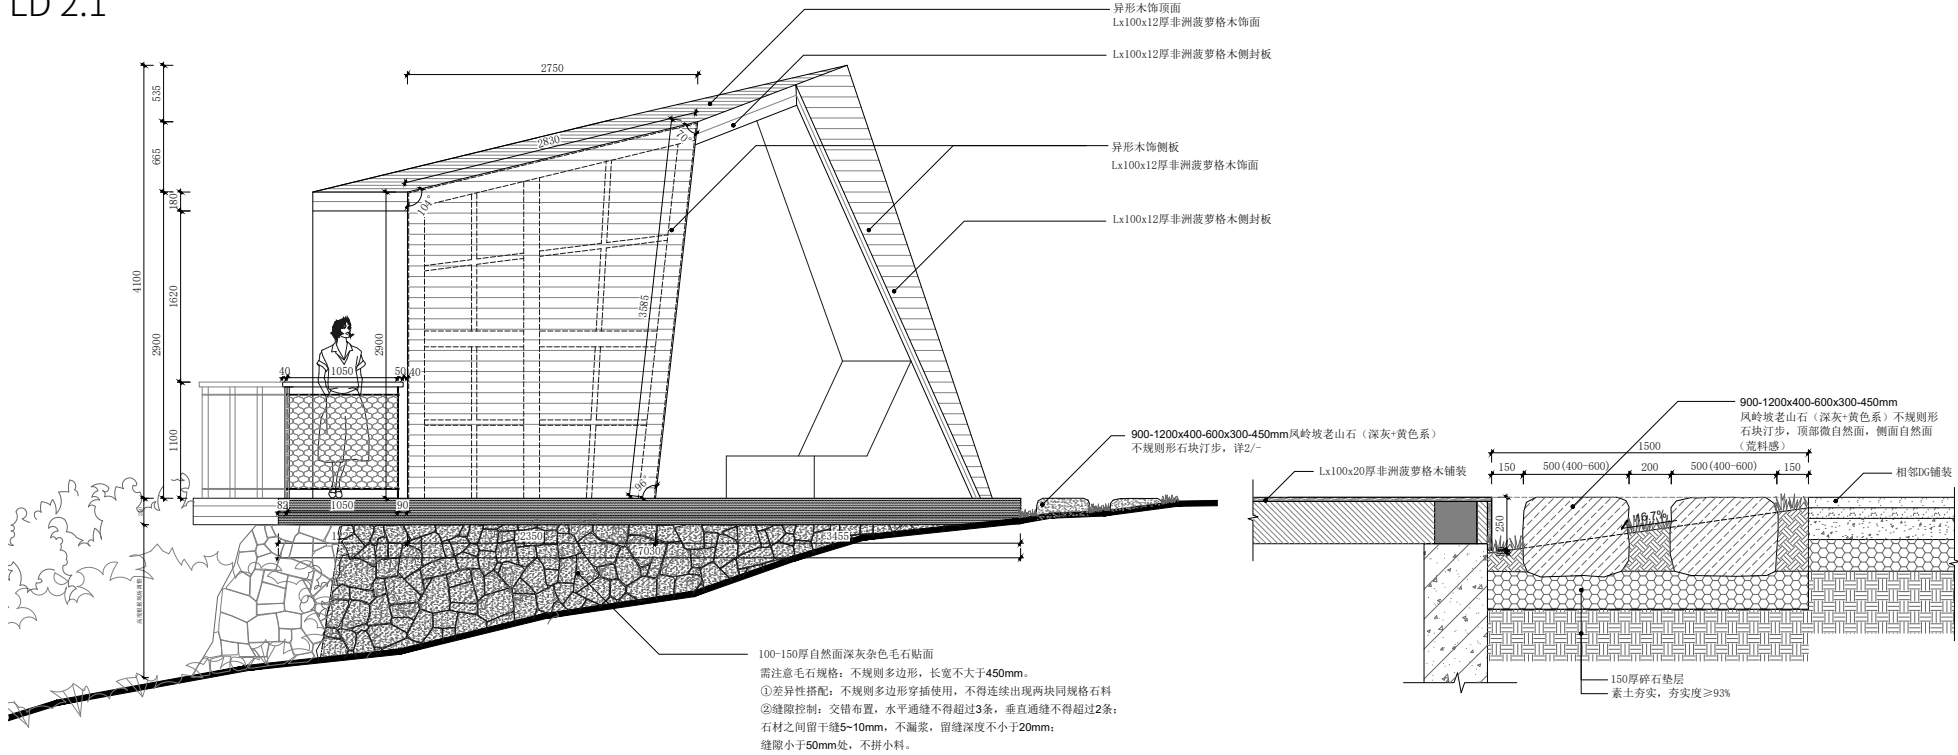 LD 2.1
异形木饰顶面
Lx100x12厚非洲菠萝格木饰面
Lx100x12厚非洲菠萝格木侧封板
异形木饰侧板
Lx100x12厚非洲菠萝格木饰面
Lx100x12厚非洲菠萝格木侧封板
2750
535
665
180
4100
2900
1620
1100
2830
70°
104°
3585
2900
96°
40
1050
50
40
82
1050
90
2350
3455
7030
900-1200x400-600x300-450mm风岭坡老山石（深灰+黄色系）
不规则形石块汀步，详2/-
100-150厚自然面深灰杂色毛石贴面
需注意毛石规格：不规则多边形，长宽不大于450mm。
①差异性搭配：不规则多边形穿插使用，不得连续出现两块同规格石料
②缝隙控制：交错布置，水平通缝不得超过3条，垂直通缝不得超过2条；
石材之间留干缝5~10mm，不漏浆，留缝深度不小于20mm；
缝隙小于50mm处，不拼小料。
900-1200x400-600x300-450mm
风岭坡老山石（深灰+黄色系）不规则形
石块汀步，顶部微自然面，侧面自然面
（荒料感）
1500
150
500(400-600)
200
500(400-600)
150
Lx100x20厚非洲菠萝格木铺装
相邻DG铺装
250
16.7%
150厚碎石垫层
素土夯实，夯实度≥93%